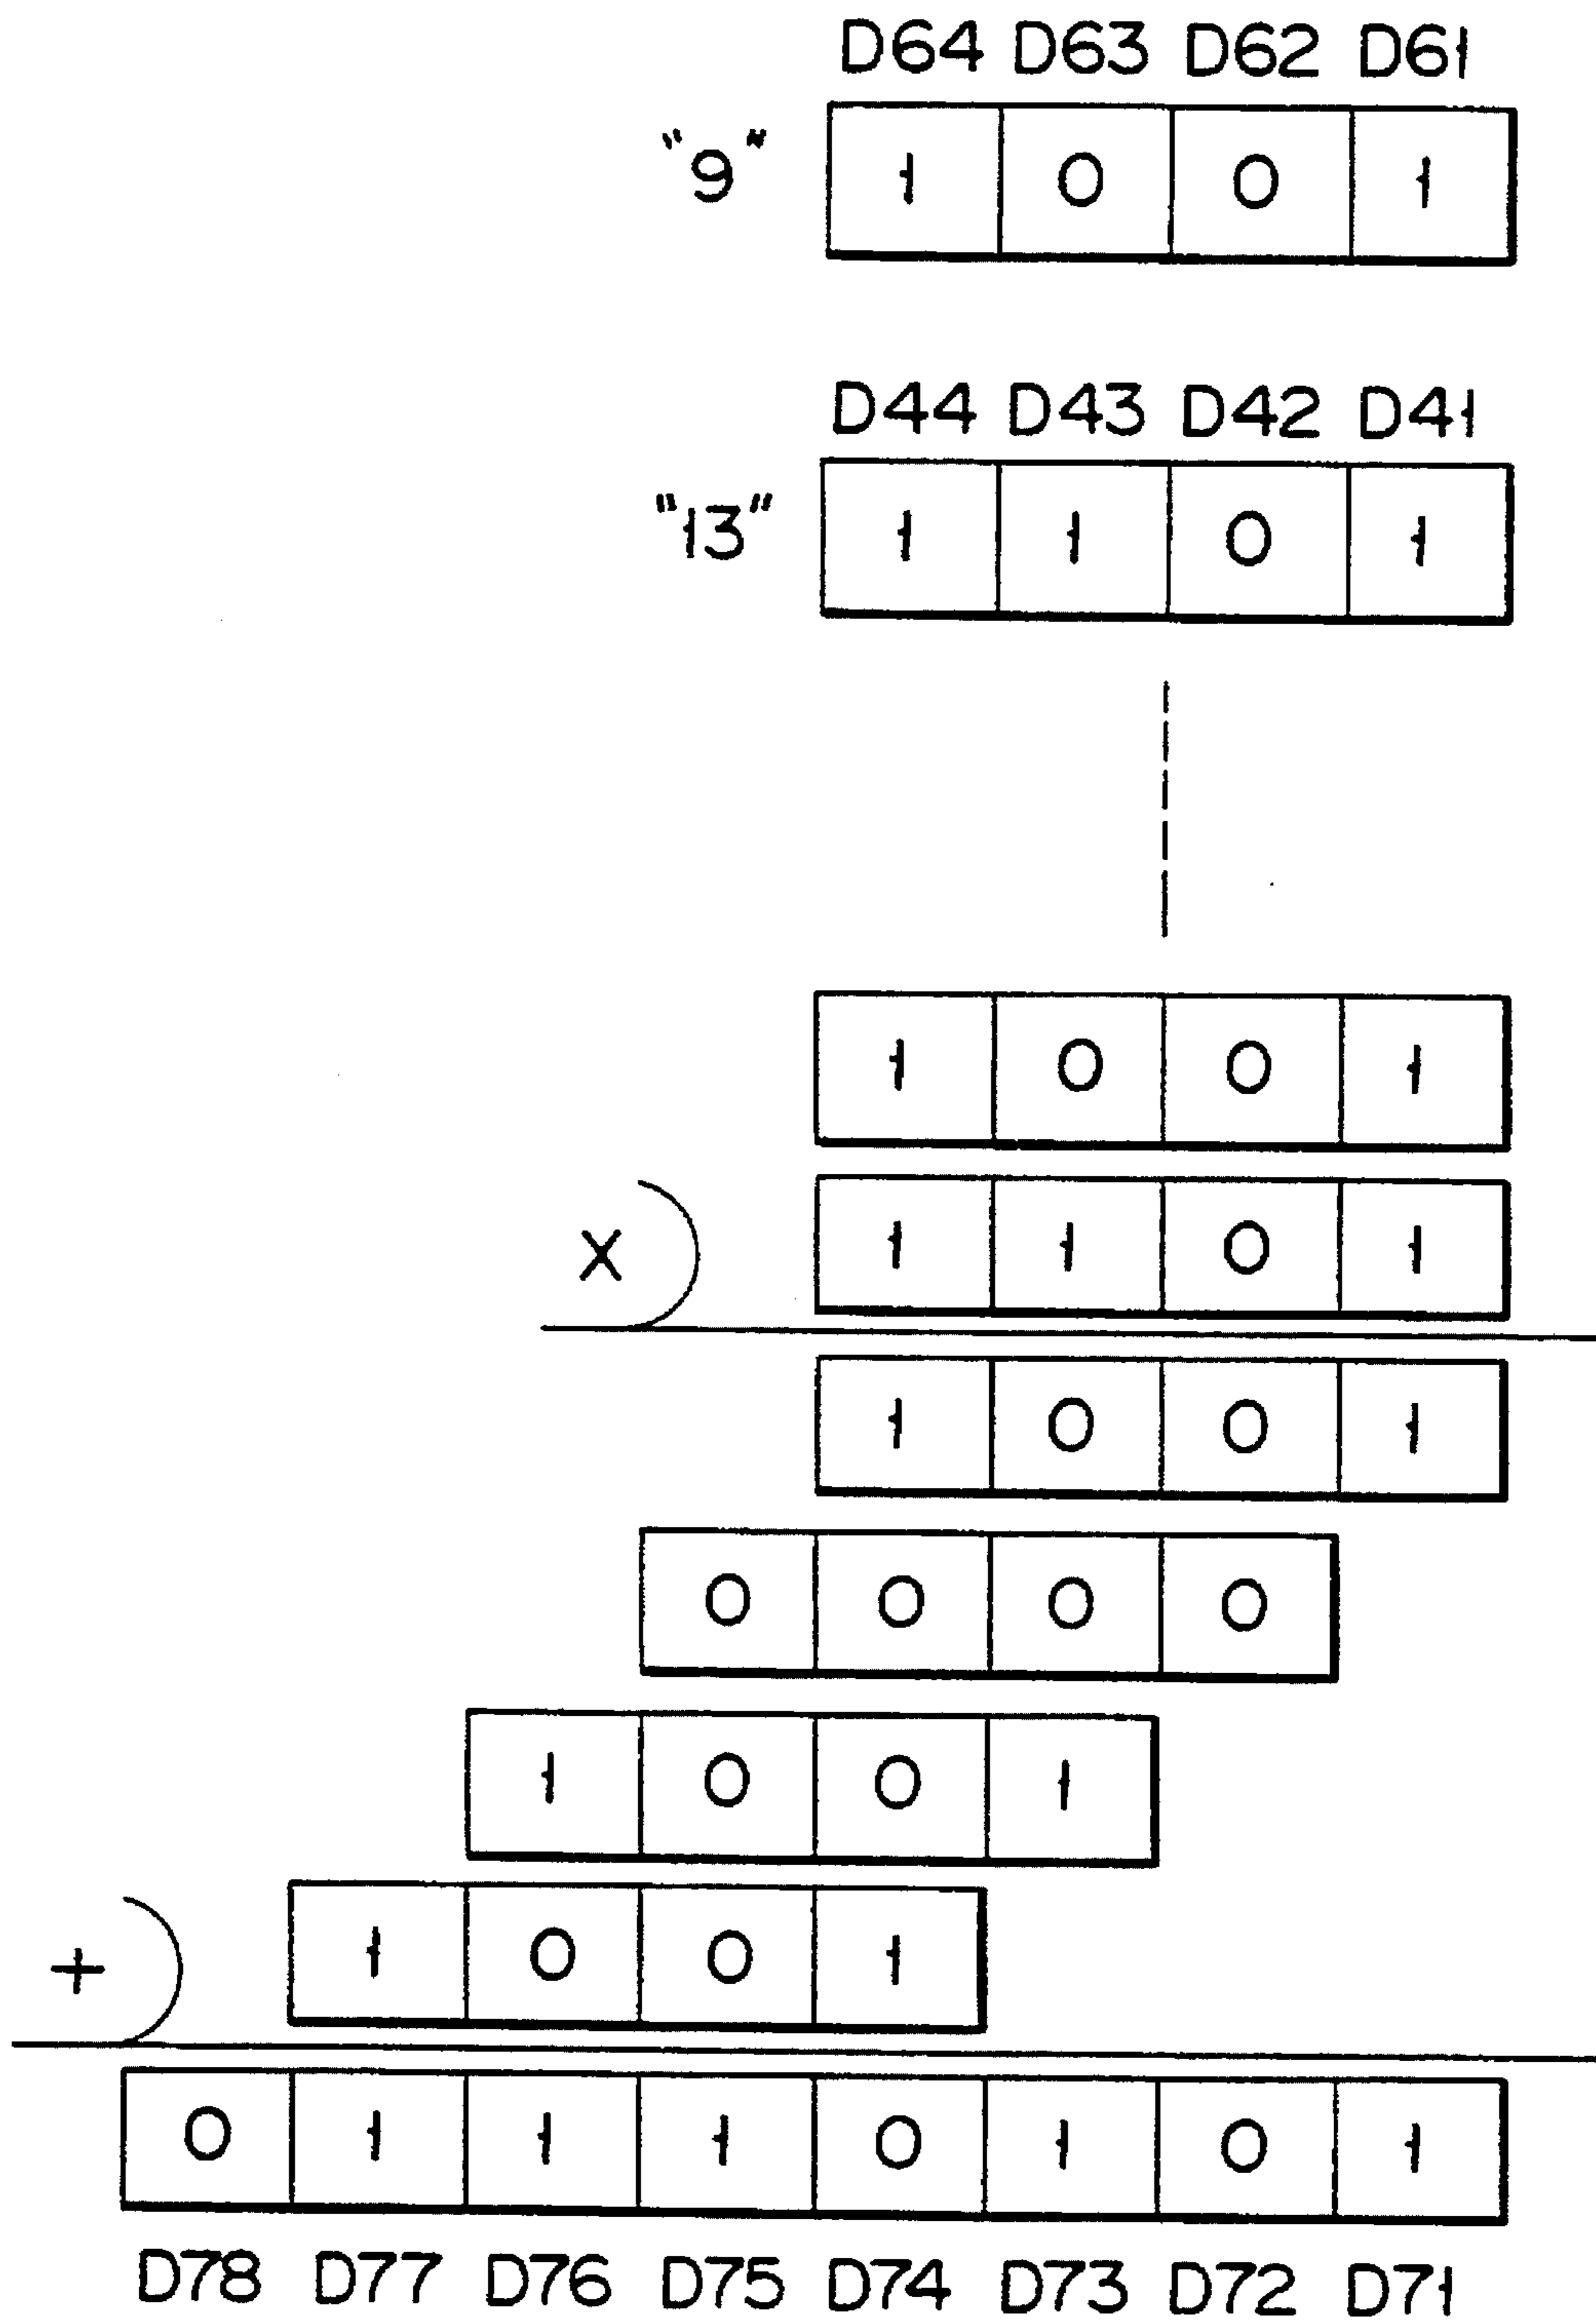 D64 D63 D62 D61
"9" 1 0 0 1
D44 D43 D42 D41
"13" 1 1 0 1
1 0 0 1
X 1 1 0 1
1 0 0 1
0 0 0 0
1 0 0 1
+ 1 0 0 1
0 1 1 1 0 1 0 1
D78 D77 D76 D75 D74 D73 D72 D71